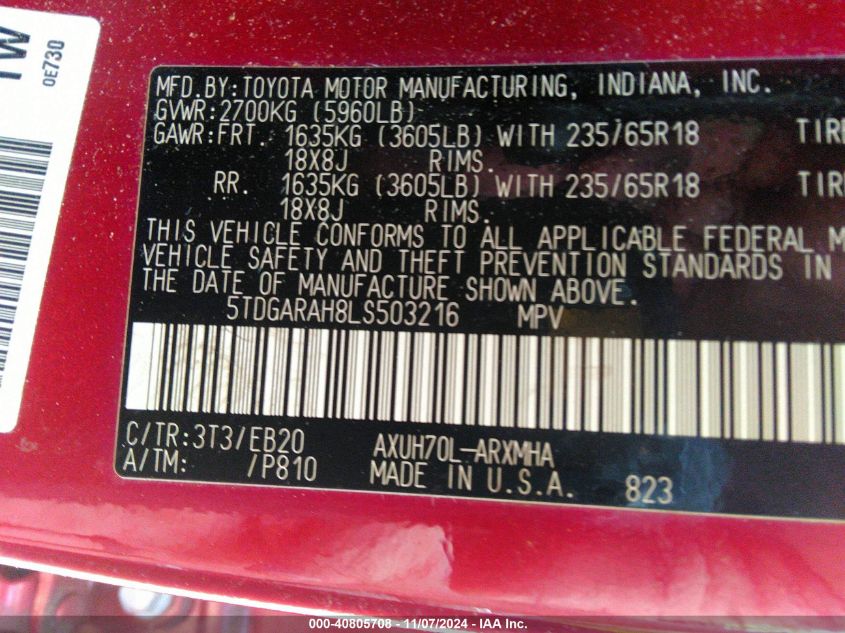 1W
0E730
MFD.BY:TOYOTA MOTOR MANUFACTURING, INDIANA, INC.
GVWR:2700KG (5960LB)
GAWR:FRT. 1635KG (3605LB) WITH 235/65R18 TIRE
18X8J RIMS.
RR. 1635KG (3605LB) WITH 235/65R18 TIRE
18X8J RIMS.
THIS VEHICLE CONFORMS TO ALL APPLICABLE FEDERAL M
VEHICLE SAFETY AND THEFT PREVENTION STANDARDS IN
THE DATE OF MANUFACTURE SHOWN ABOVE.
5TDGARAH8LS503216 MPV
C/TR:3T3/EB20 AXUH70L-ARXMHA
A/TM: /P810 MADE IN U.S.A. 823
000-40805708 - 11/07/2024 - IAA Inc.